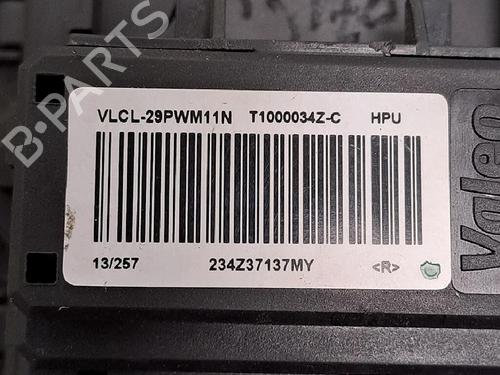 VLCL-29PWM11N T1000034Z-C HPU
13/257 234Z37137MY <R>
Valeo
B-Parts